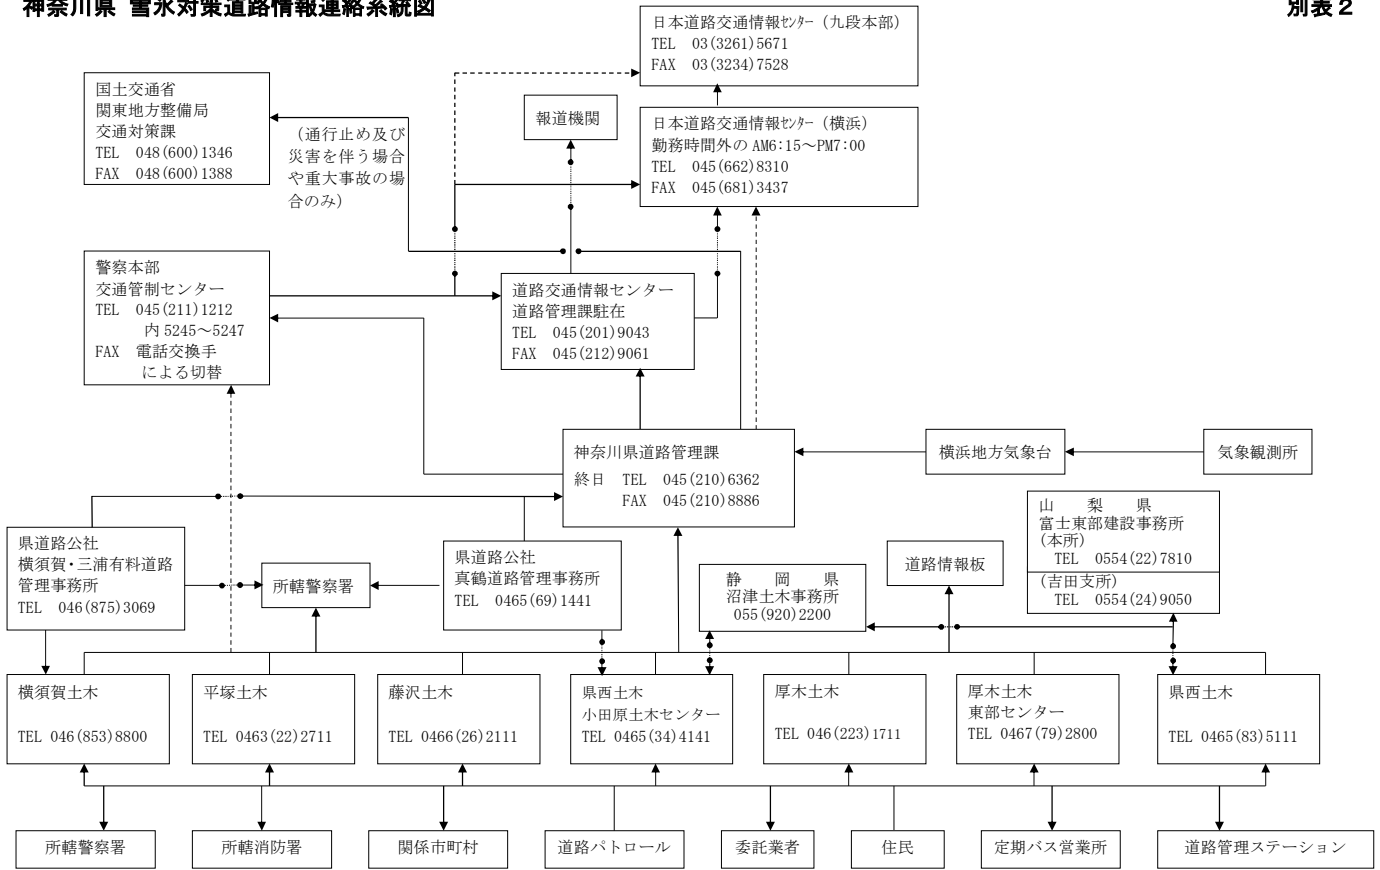 神奈川県 雪氷対策道路情報連絡系統図
別表２
日本道路交通情報ｾﾝﾀｰ（九段本部）
TEL 03(3261)5671
FAX 03(3234)7528
国土交通省
関東地方整備局
交通対策課
TEL 048(600)1346
FAX 048(600)1388
（通行止め及び
災害を伴う場合
や重大事故の場
合のみ）
報道機関
日本道路交通情報ｾﾝﾀｰ（横浜）
勤務時間外の AM6:15～PM7:00
TEL 045(662)8310
FAX 045(681)3437
警察本部
交通管制センター
TEL 045(211)1212
内 5245～5247
FAX 電話交換手
による切替
道路交通情報センター
道路管理課駐在
TEL 045(201)9043
FAX 045(212)9061
神奈川県道路管理課
終日 TEL 045(210)6362
FAX 045(210)8886
横浜地方気象台
気象観測所
県道路公社
横須賀・三浦有料道路
管理事務所
TEL 046(875)3069
所轄警察署
県道路公社
真鶴道路管理事務所
TEL 0465(69)1441
静 岡 県
沼津土木事務所
055(920)2200
道路情報板
山 梨 県
富士東部建設事務所
(本所)
TEL 0554(22)7810
(吉田支所)
TEL 0554(24)9050
横須賀土木
TEL 046(853)8800
平塚土木
TEL 0463(22)2711
藤沢土木
TEL 0466(26)2111
県西土木
小田原土木センター
TEL 0465(34)4141
厚木土木
TEL 046(223)1711
厚木土木
東部センター
TEL 0467(79)2800
県西土木
TEL 0465(83)5111
所轄警察署
所轄消防署
関係市町村
道路パトロール
委託業者
住民
定期バス営業所
道路管理ステーション